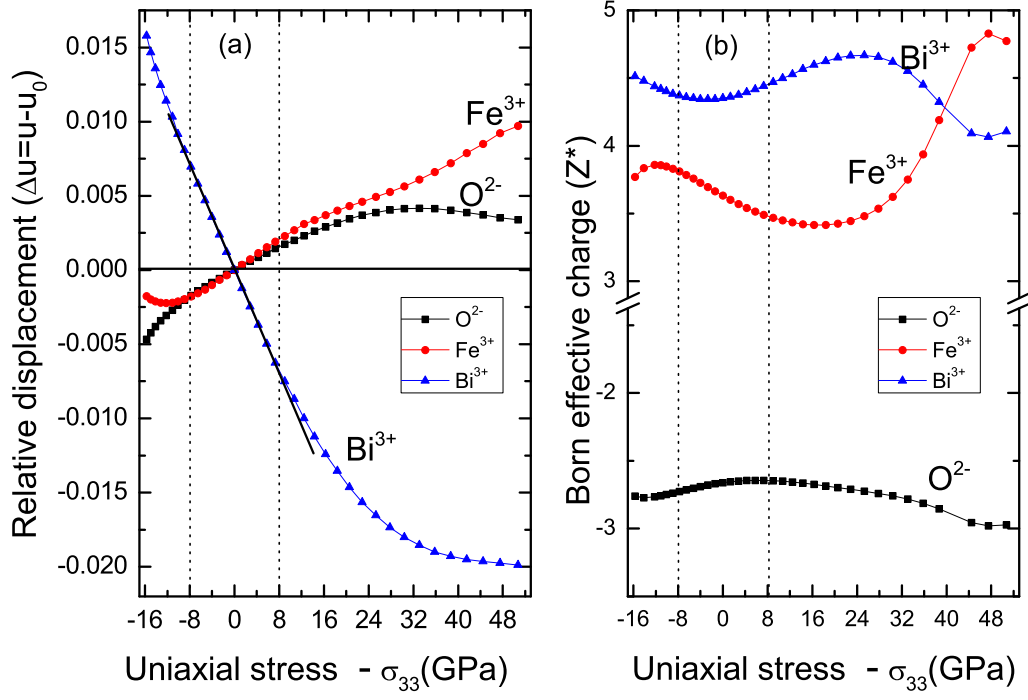 (a)
0.015
0.010
0.005
0.000
-0.005
-0.010
-0.015
-0.020
-16 -8 0 8 16 24 32 40 48
Relative displacement (Δu=u-u₀)
Uniaxial stress - σ₃₃(GPa)
Fe³⁺
O²⁻
Bi³⁺
O²⁻
Fe³⁺
Bi³⁺
(b)
5
4
3
-2
-3
-16 -8 0 8 16 24 32 40 48
Born effective charge (Z*)
Uniaxial stress - σ₃₃(GPa)
Bi³⁺
Fe³⁺
O²⁻
O²⁻
Fe³⁺
Bi³⁺